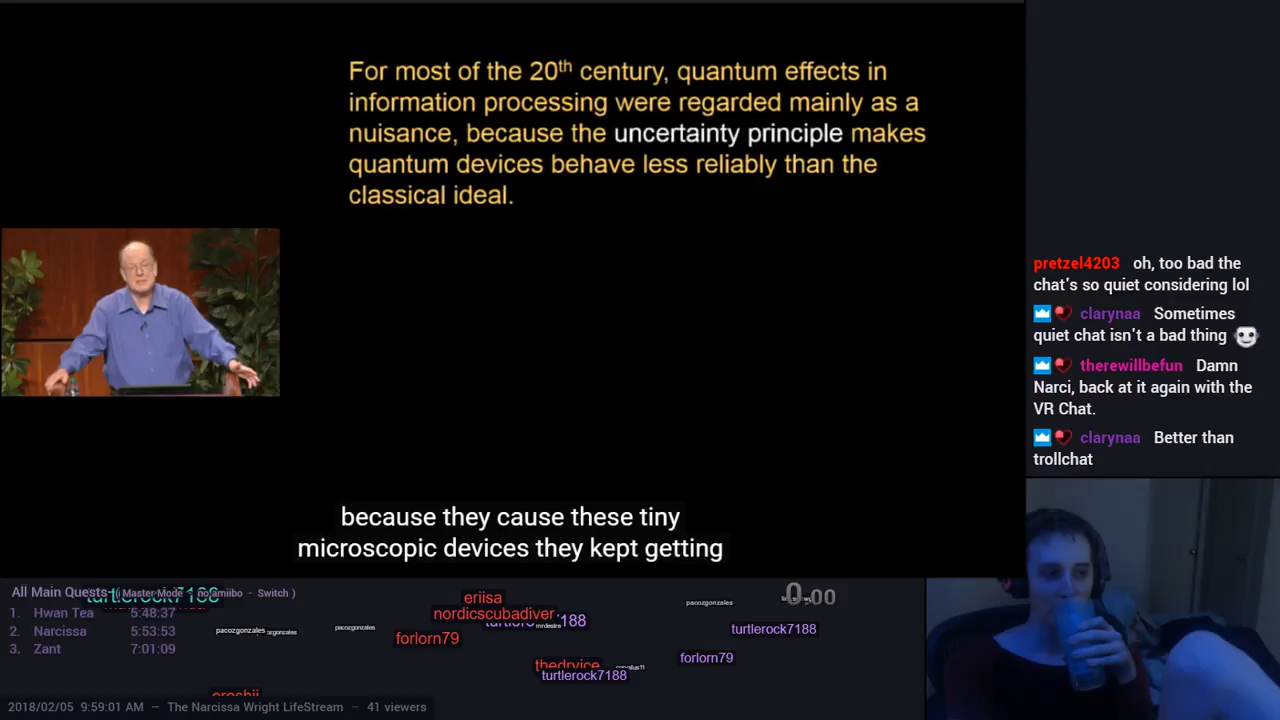 For most of the 20th century, quantum effects in
information processing were regarded mainly as a
nuisance, because the uncertainty principle makes
quantum devices behave less reliably than the
classical ideal.
pretzel4203 oh, too bad the
chat's so quiet considering lol
clarynaa Sometimes
quiet chat isn't a bad thing
therewillbefun Damn
Narci, back at it again with the
VR Chat.
clarynaa Better than
trollchat
because they cause these tiny
microscopic devices they kept getting
All Main Quests ( Master Mode - no amiibo - Switch )
turtlerock7188
1. Hwan Tea 5:48:37
2. Narcissa 5:53:53
3. Zant 7:01:09
0.00
eriisa
nordicscubadiver
188
forlorn79
pacozgonzales
pacozgonzales
pacozgonzales
turtlerock7188
forlorn79
thedrvice
turtlerock7188
2018/02/05 9:59:01 AM – The Narcissa Wright LifeStream – 41 viewers